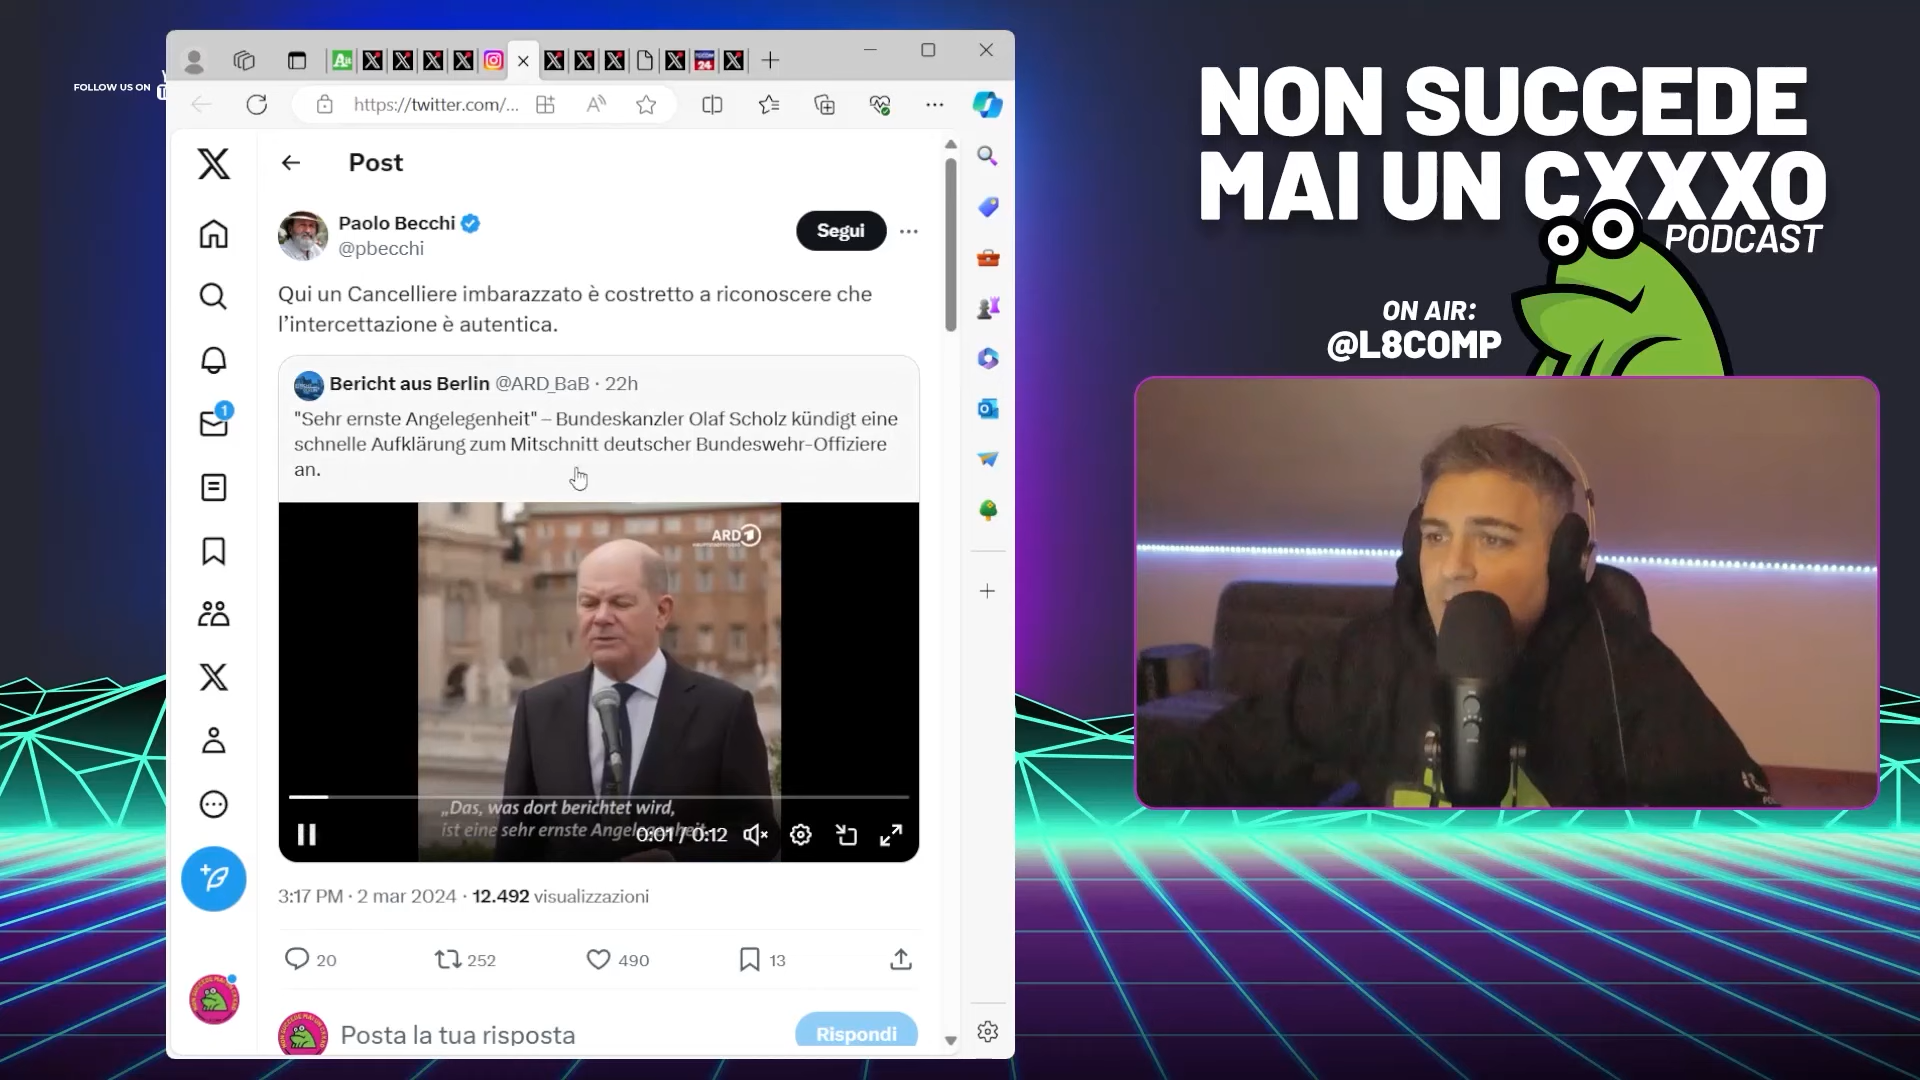 FOLLOW US ON
https://twitter.com/...
Post
Paolo Becchi
@pbecchi
Segui
Qui un Cancelliere imbarazzato è costretto a riconoscere che
l’intercettazione è autentica.
Bericht aus Berlin @ARD_BaB · 22h
"Sehr ernste Angelegenheit" – Bundeskanzler Olaf Scholz kündigt eine
schnelle Aufklärung zum Mitschnitt deutscher Bundeswehr-Offiziere
an.
ARD 1
„Das, was dort berichtet wird,
ist eine sehr ernste
0:01 / 0:12
3:17 PM · 2 mar 2024 · 12.492 visualizzazioni
20
252
490
13
Posta la tua risposta
Rispondi
1
24
NON SUCCEDE
MAI UN CXXXO
PODCAST
ON AIR:
@L8COMP